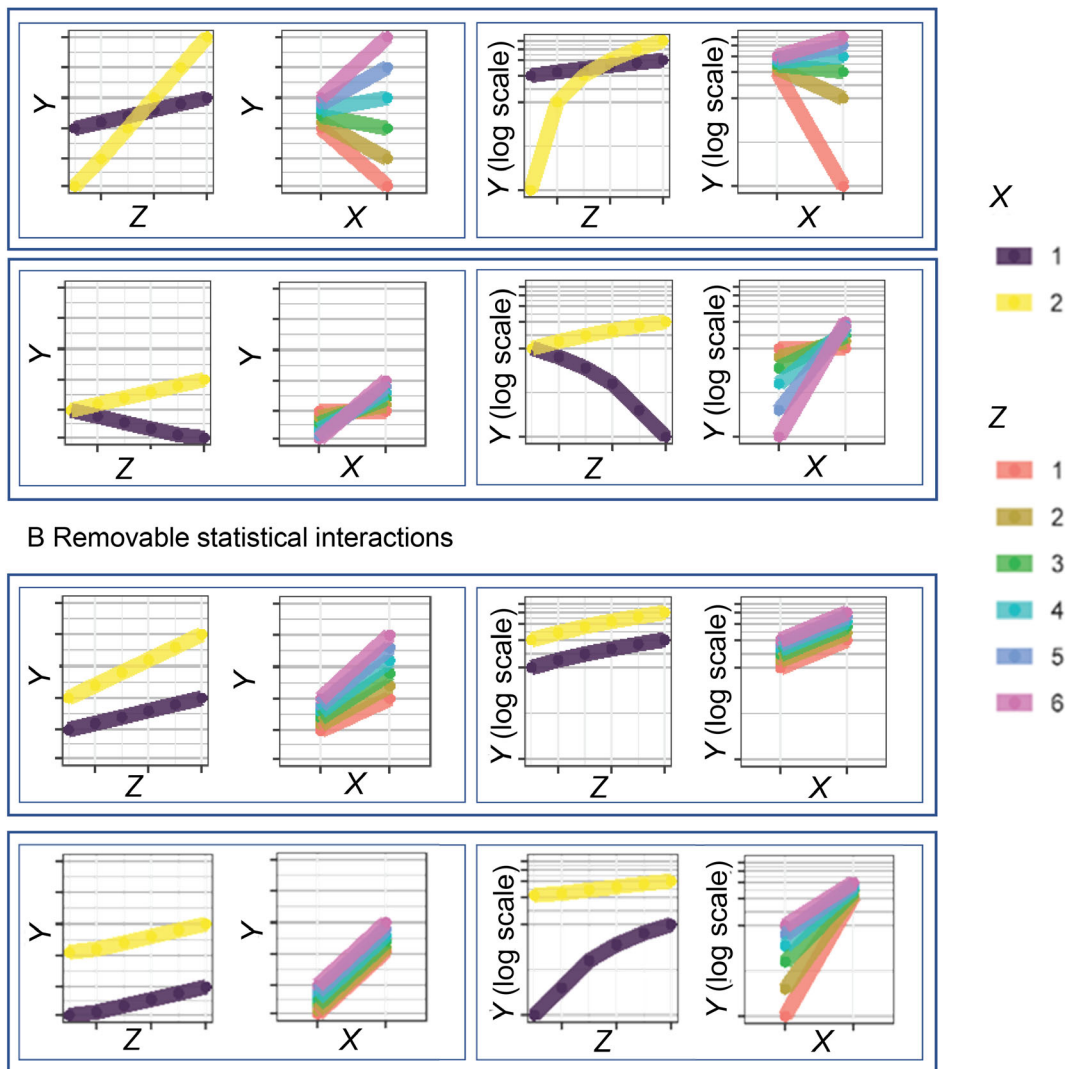 Y
Z
Y
X
Y (log scale)
Z
Y (log scale)
X
Y
Z
Y
X
Y (log scale)
Z
Y (log scale)
X
B Removable statistical interactions
Y
Z
Y
X
Y (log scale)
Z
Y (log scale)
X
Y
Z
Y
X
Y (log scale)
Z
Y (log scale)
X
X
1
2
Z
1
2
3
4
5
6